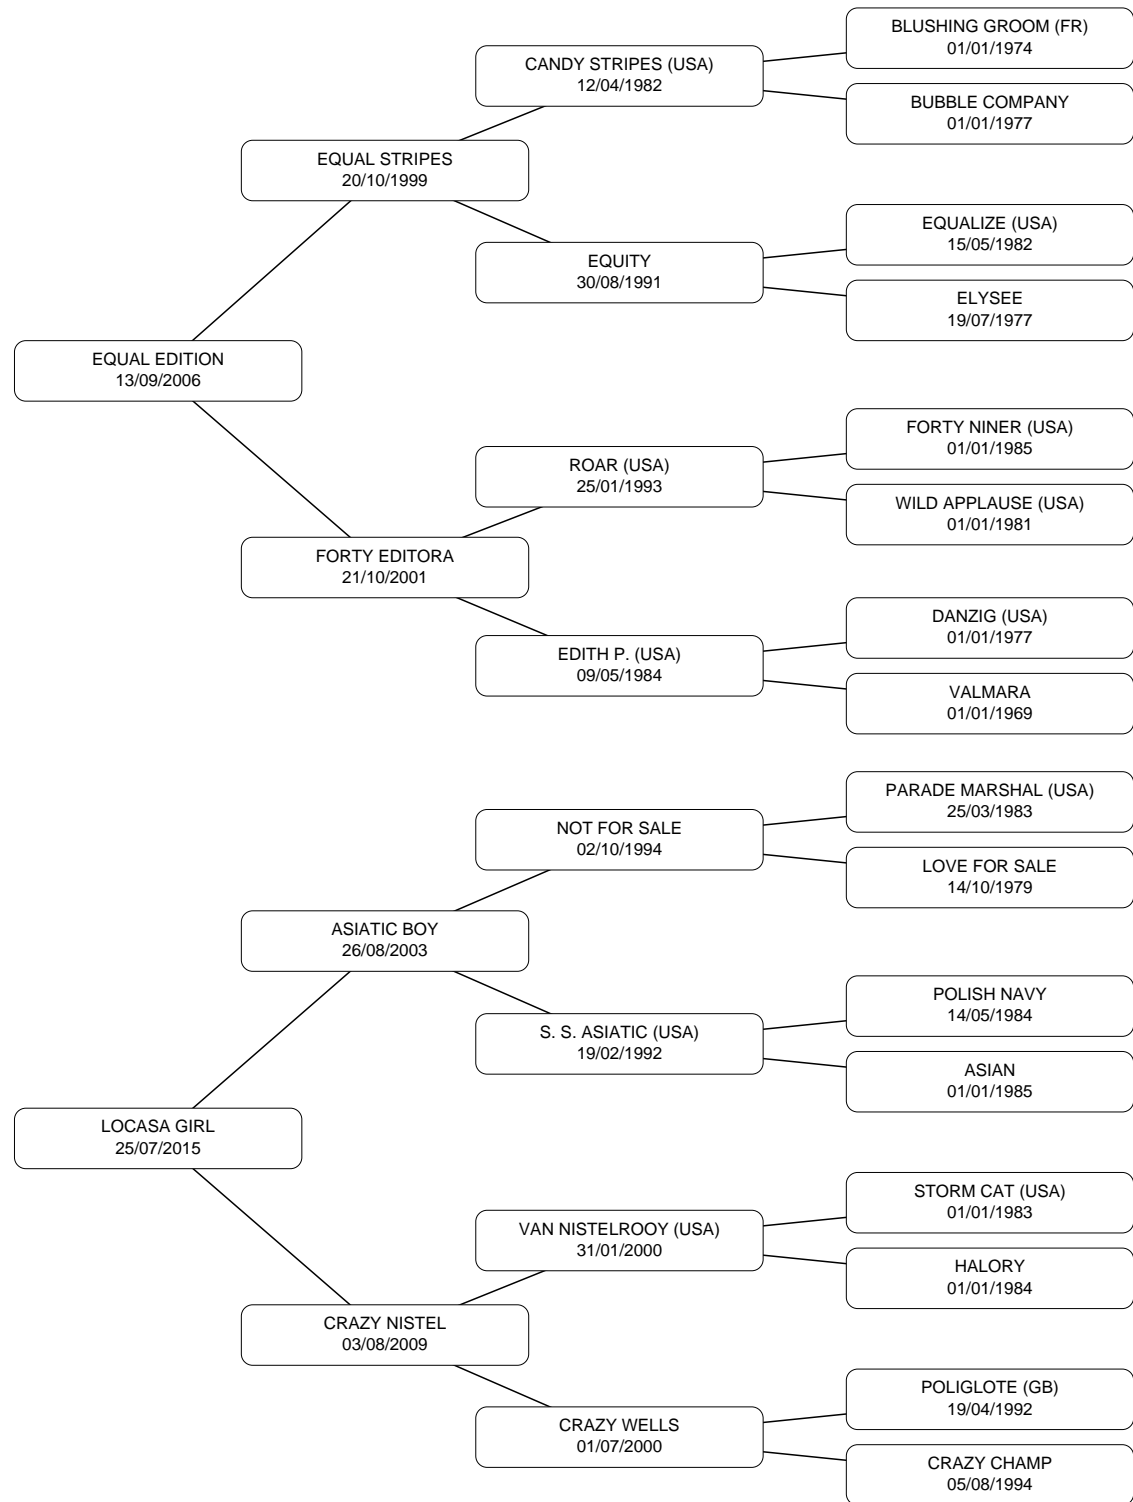 BLUSHING GROOM (FR)
01/01/1974
CANDY STRIPES (USA)
12/04/1982
BUBBLE COMPANY
01/01/1977
EQUAL STRIPES
20/10/1999
EQUALIZE (USA)
15/05/1982
EQUITY
30/08/1991
ELYSEE
19/07/1977
EQUAL EDITION
13/09/2006
FORTY NINER (USA)
01/01/1985
ROAR (USA)
25/01/1993
WILD APPLAUSE (USA)
01/01/1981
FORTY EDITORA
21/10/2001
DANZIG (USA)
01/01/1977
EDITH P. (USA)
09/05/1984
VALMARA
01/01/1969
PARADE MARSHAL (USA)
25/03/1983
NOT FOR SALE
02/10/1994
LOVE FOR SALE
14/10/1979
ASIATIC BOY
26/08/2003
POLISH NAVY
14/05/1984
S. S. ASIATIC (USA)
19/02/1992
ASIAN
01/01/1985
LOCASA GIRL
25/07/2015
STORM CAT (USA)
01/01/1983
VAN NISTELROOY (USA)
31/01/2000
HALORY
01/01/1984
CRAZY NISTEL
03/08/2009
POLIGLOTE (GB)
19/04/1992
CRAZY WELLS
01/07/2000
CRAZY CHAMP
05/08/1994